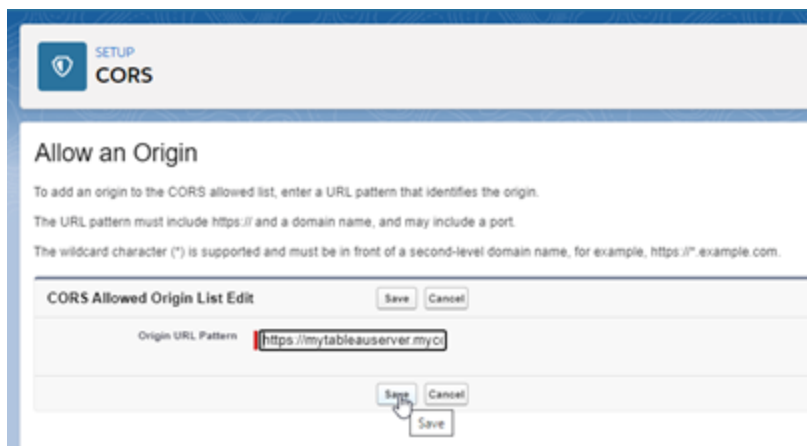 SETUP
CORS
Allow an Origin
To add an origin to the CORS allowed list, enter a URL pattern that identifies the origin.
The URL pattern must include https:// and a domain name, and may include a port.
The wildcard character (*) is supported and must be in front of a second-level domain name, for example, https://*.example.com.
CORS Allowed Origin List Edit Save Cancel
Origin URL Pattern https://mytableauserver.myco
Save Cancel
Save